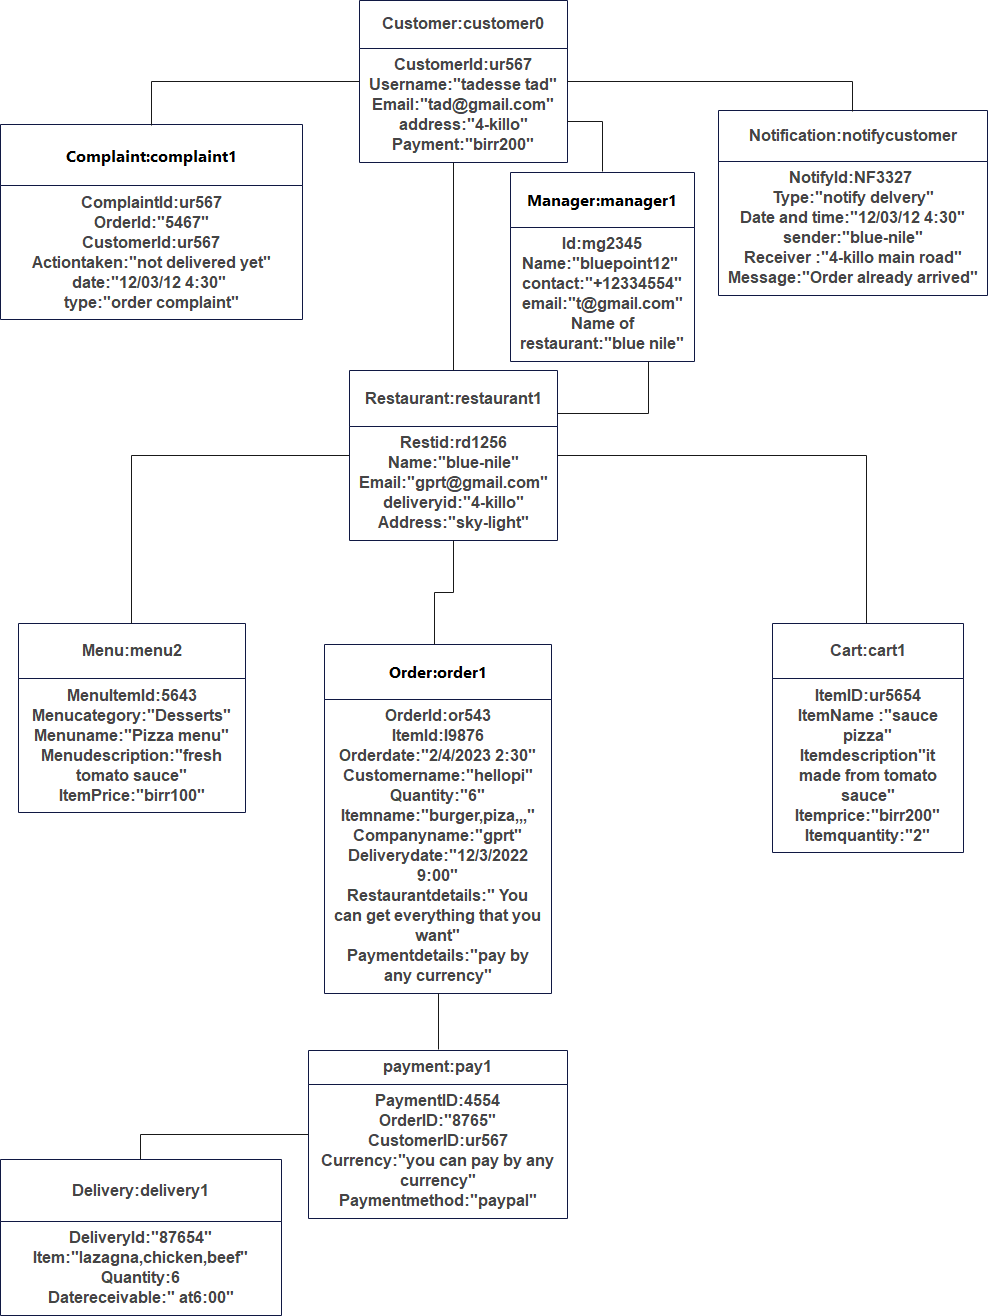 Customer:customer0
CustomerId:ur567
Username:"tadesse tad"
Email:"tad@gmail.com"
address:"4-killo"
Payment:"birr200"
Complaint:complaint1
ComplaintId:ur567
OrderId:"5467"
CustomerId:ur567
Actiontaken:"not delivered yet"
date:"12/03/12 4:30"
type:"order complaint"
Manager:manager1
Id:mg2345
Name:"bluepoint12"
contact:"+12334554"
email:"t@gmail.com"
Name of
restaurant:"blue nile"
Notification:notifycustomer
NotifyId:NF3327
Type:"notify delvery"
Date and time:"12/03/12 4:30"
sender:"blue-nile"
Receiver :"4-killo main road"
Message:"Order already arrived"
Restaurant:restaurant1
Restid:rd1256
Name:"blue-nile"
Email:"gprt@gmail.com"
deliveryid:"4-killo"
Address:"sky-light"
Menu:menu2
MenuItemId:5643
Menucategory:"Desserts"
Menuname:"Pizza menu"
Menudescription:"fresh
tomato sauce"
ItemPrice:"birr100"
Order:order1
OrderId:or543
ItemId:I9876
Orderdate:"2/4/2023 2:30"
Customername:"hellopi"
Quantity:"6"
Itemname:"burger,piza,,,"
Companyname:"gprt"
Deliverydate:"12/3/2022
9:00"
Restaurantdetails:" You
can get everything that you
want"
Paymentdetails:"pay by
any currency"
Cart:cart1
ItemID:ur5654
ItemName :"sauce
pizza"
Itemdescription"it
made from tomato
sauce"
Itemprice:"birr200"
Itemquantity:"2"
payment:pay1
PaymentID:4554
OrderID:"8765"
CustomerID:ur567
Currency:"you can pay by any
currency"
Paymentmethod:"paypal"
Delivery:delivery1
DeliveryId:"87654"
Item:"lazagna,chicken,beef"
Quantity:6
Datereceivable:" at6:00"